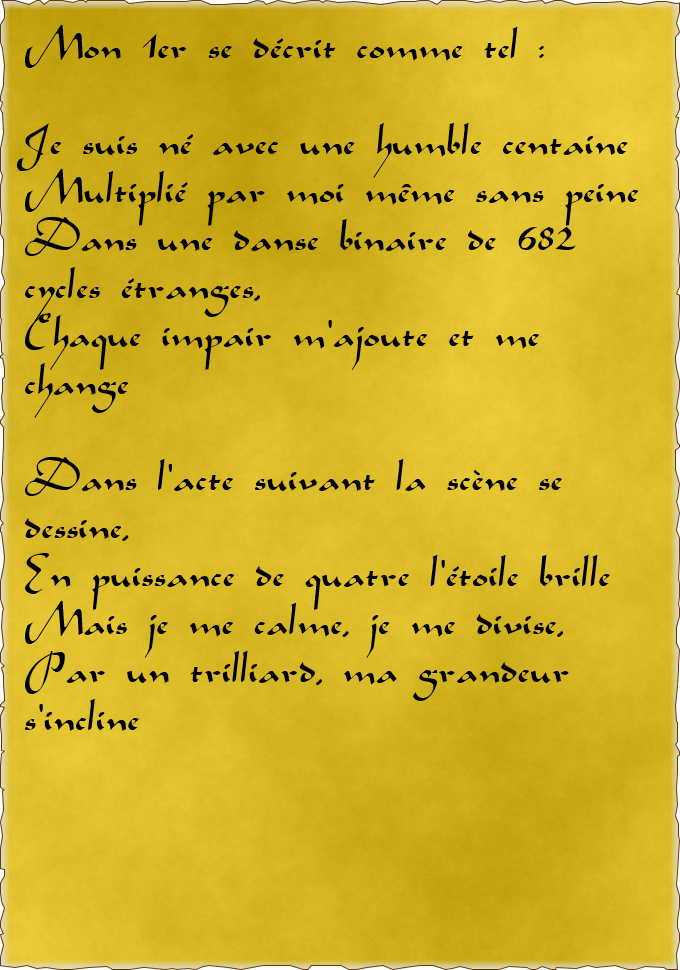 Mon 1er se décrit comme tel :
Je suis né avec une humble centaine
Multiplié par moi même sans peine
Dans une danse binaire de 682
cycles étranges,
Chaque impair m'ajoute et me
change
Dans l'acte suivant la scène se
dessine,
En puissance de quatre l'étoile brille
Mais je me calme, je me divise,
Par un trilliard, ma grandeur
s'incline